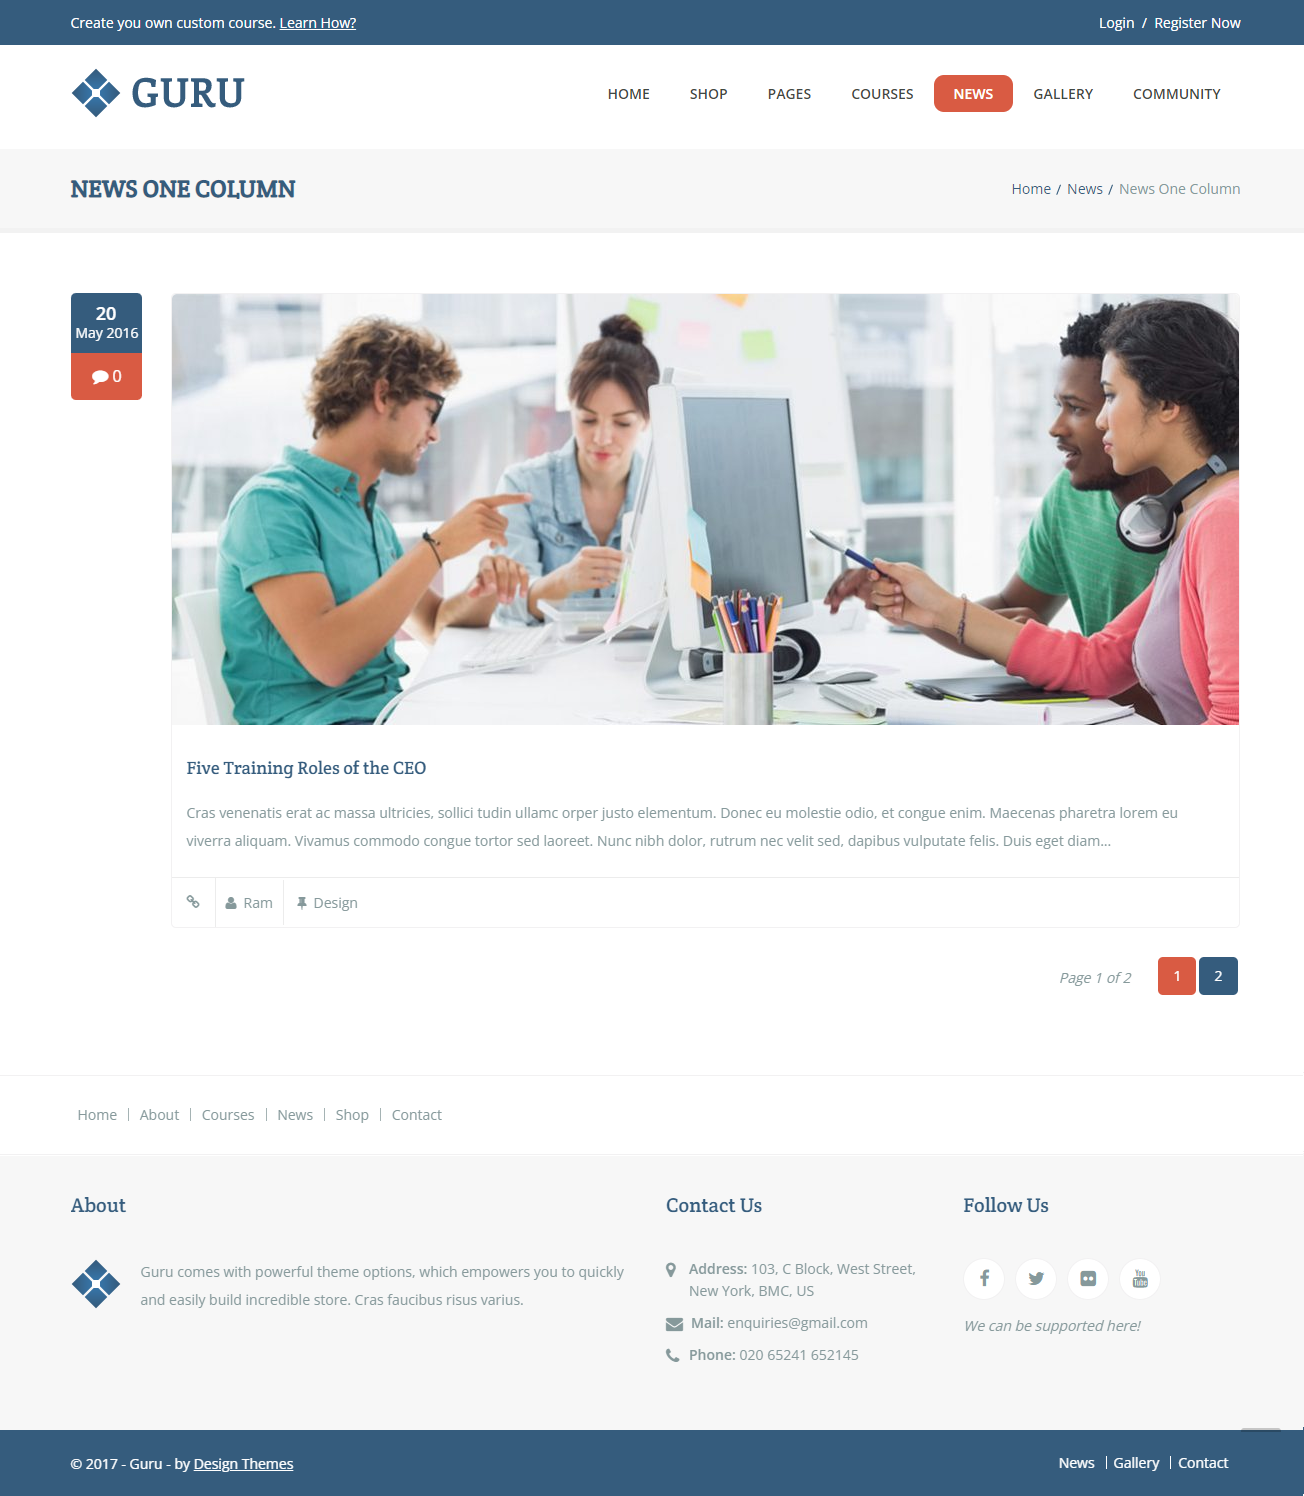 Create you own custom course. Learn How?
Login / Register Now
GURU
HOME SHOP PAGES COURSES NEWS GALLERY COMMUNITY
NEWS ONE COLUMN
Home / News / News One Column
20
May 2016
0
Five Training Roles of the CEO
Cras venenatis erat ac massa ultricies, sollici tudin ullamc orper justo elementum. Donec eu molestie odio, et congue enim. Maecenas pharetra lorem eu
viverra aliquam. Vivamus commodo congue tortor sed laoreet. Nunc nibh dolor, rutrum nec velit sed, dapibus vulputate felis. Duis eget diam...
Ram Design
Page 1 of 2 1 2
Home About Courses News Shop Contact
About
Guru comes with powerful theme options, which empowers you to quickly
and easily build incredible store. Cras faucibus risus varius.
Contact Us
Address: 103, C Block, West Street,
New York, BMC, US
Mail: enquiries@gmail.com
Phone: 020 65241 652145
Follow Us
You
Tube
We can be supported here!
© 2017 - Guru - by Design Themes
News Gallery Contact